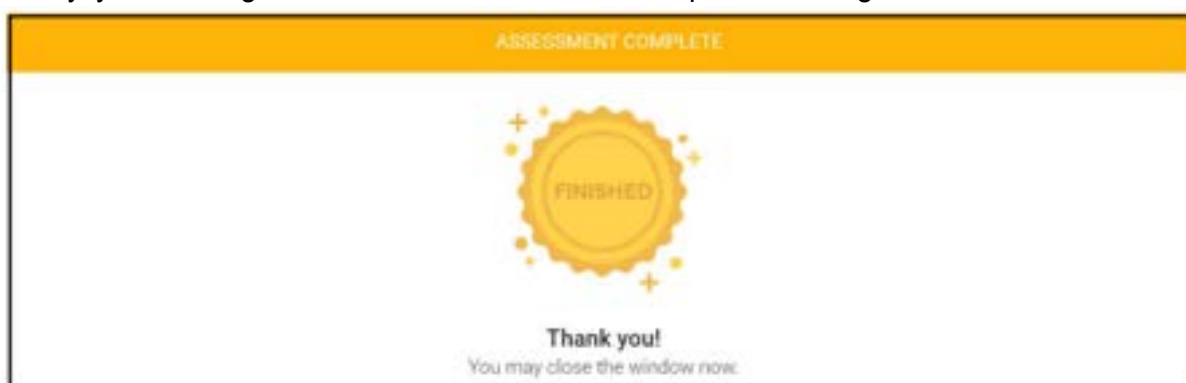 ASSESSMENT COMPLETE
FINISHED
Thank you!
You may close the window now.